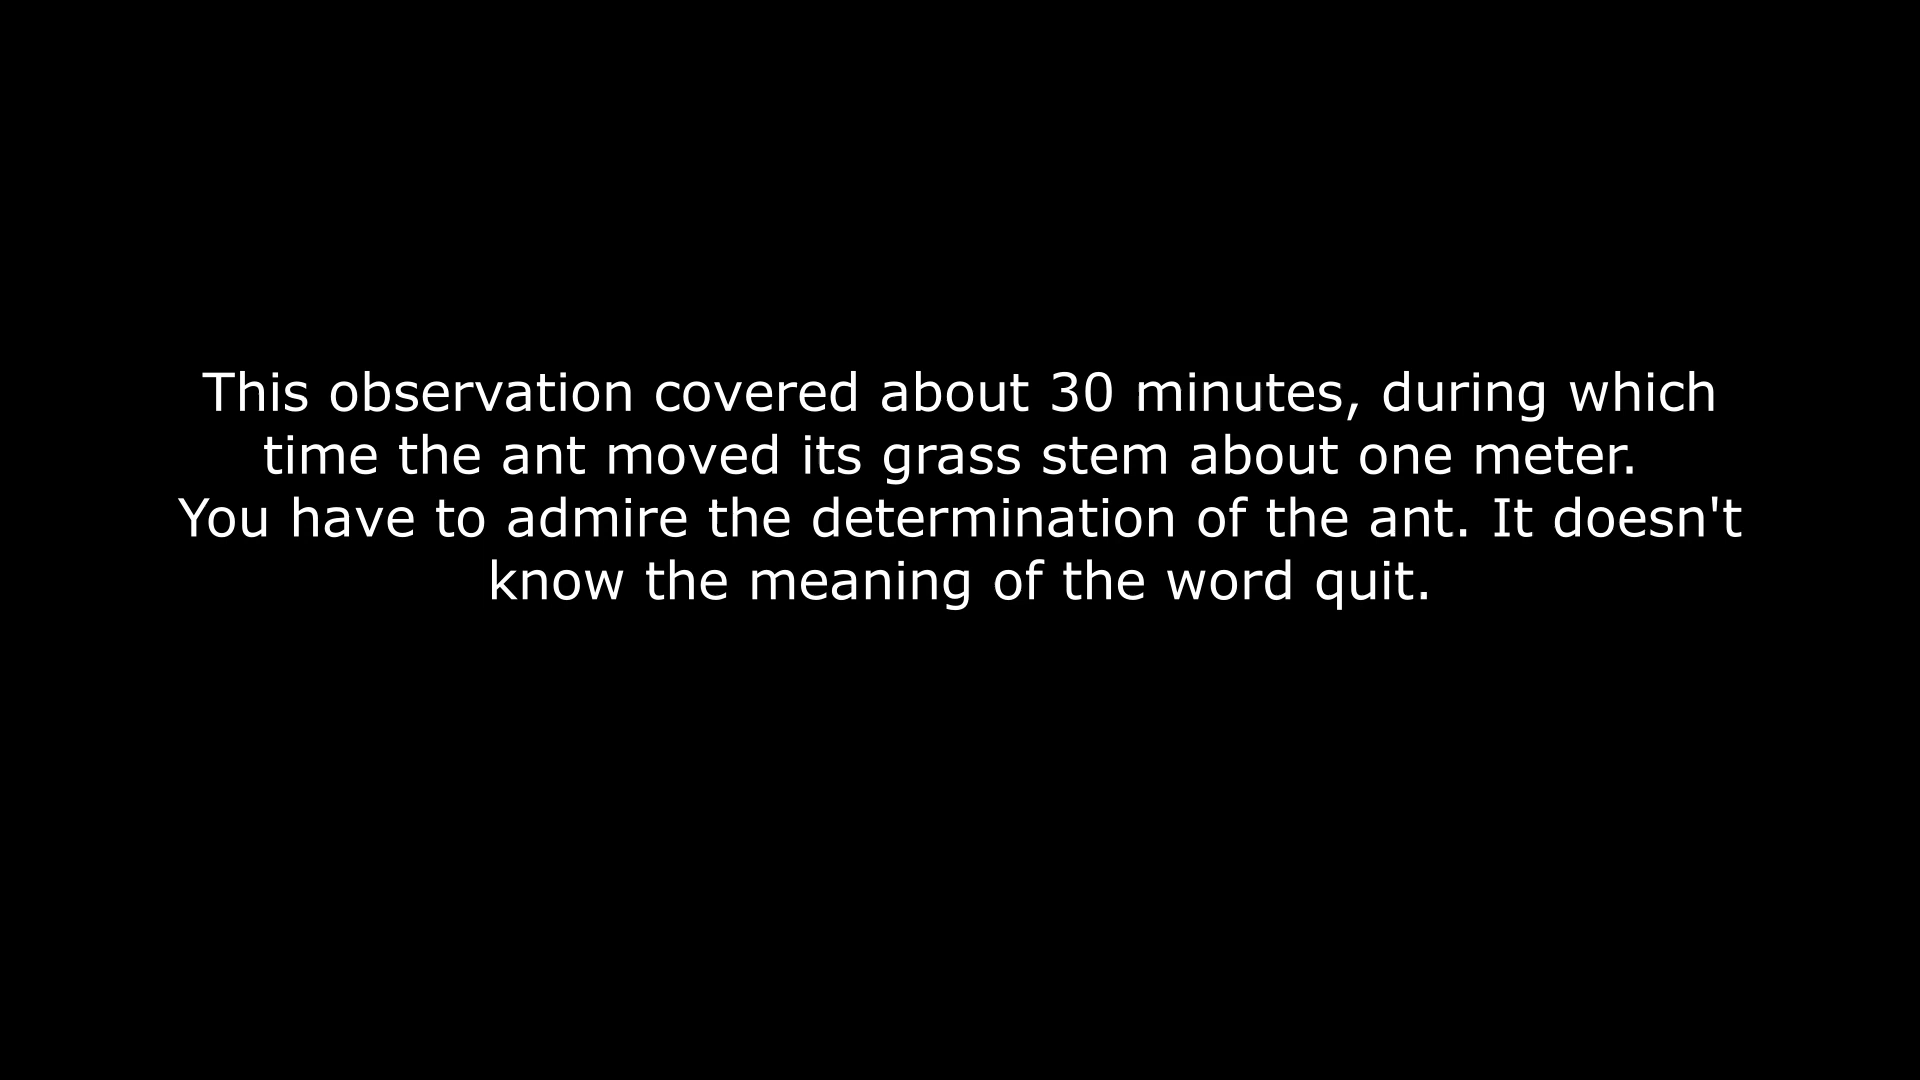 This observation covered about 30 minutes, during which
time the ant moved its grass stem about one meter.
You have to admire the determination of the ant. It doesn't
know the meaning of the word quit.